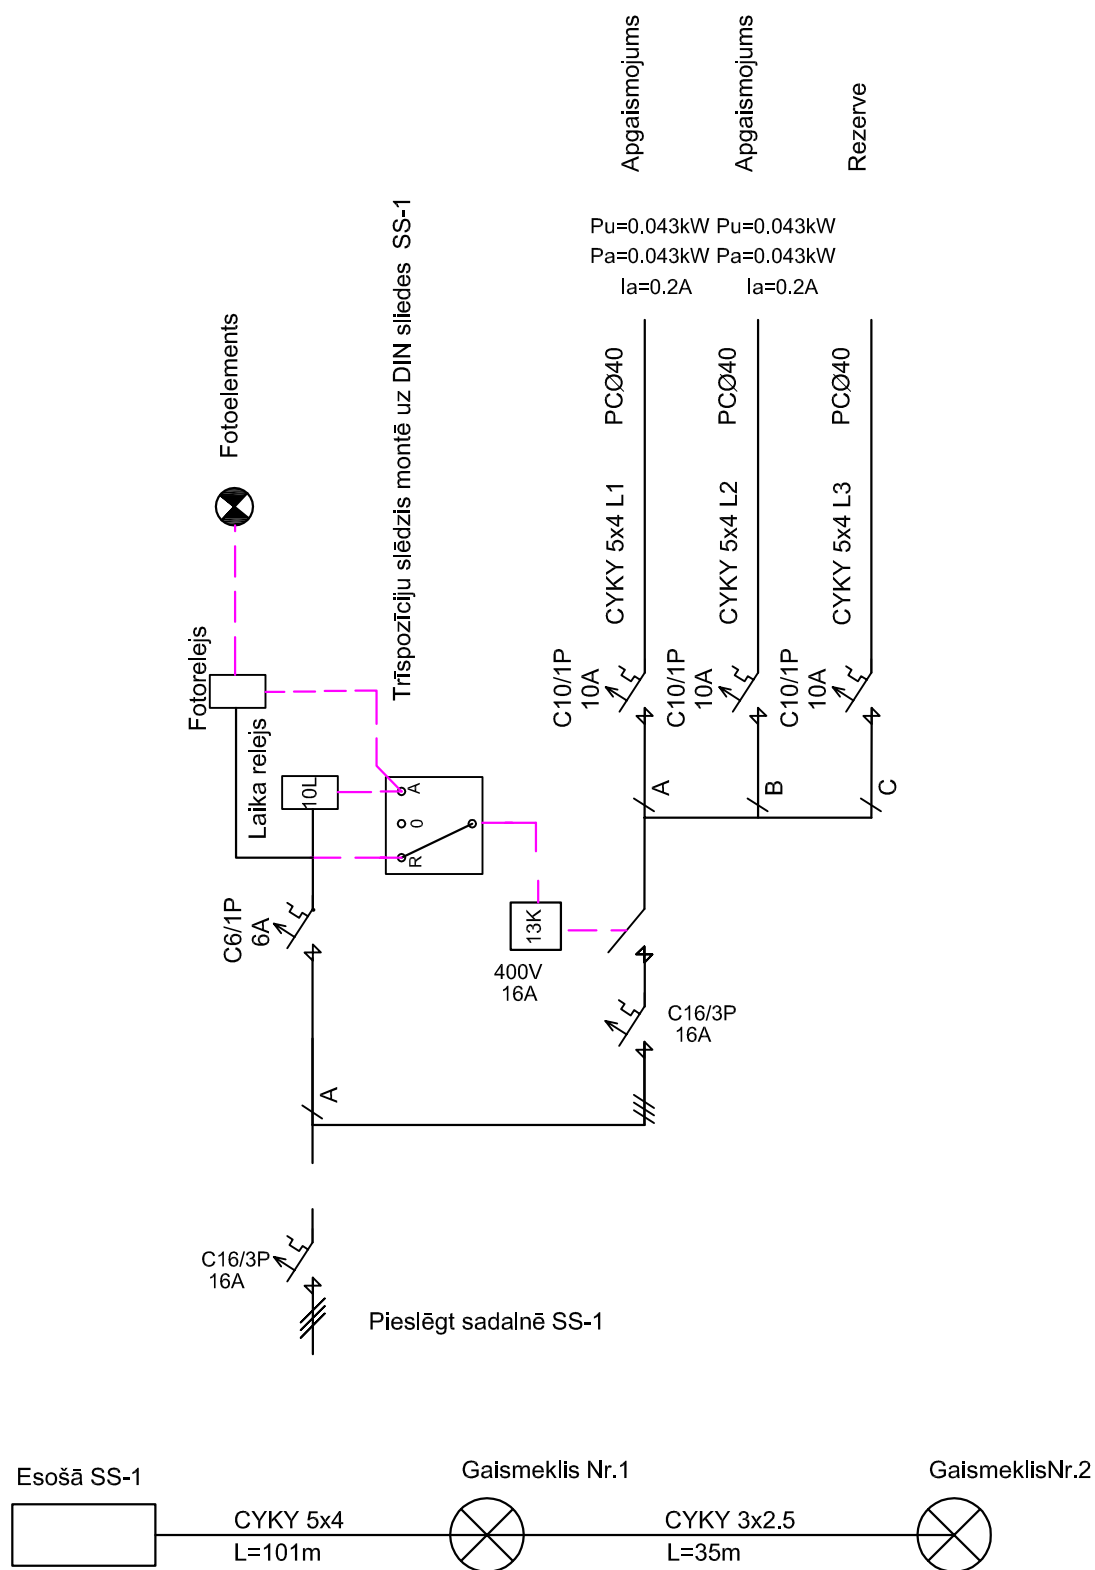 Apgaismojums
Apgaismojums
Rezerve
Pu=0.043kW Pu=0.043kW
Pa=0.043kW Pa=0.043kW
Ia=0.2A
Ia=0.2A
Fotoelements
Trīspozīciju slēdzis montē uz DIN sliedes SS-1
PCØ40
PCØ40
PCØ40
CYKY 5x4 L1
CYKY 5x4 L2
CYKY 5x4 L3
Fotorelejs
Laika relejs
10L
A
0
R
C10/1P
10A
C10/1P
10A
C10/1P
10A
A
B
C
C6/1P
6A
13K
400V
16A
C16/3P
16A
A
C16/3P
16A
Pieslēgt sadalnē SS-1
Esošā SS-1
Gaismeklis Nr.1
GaismeklisNr.2
CYKY 5x4
L=101m
CYKY 3x2.5
L=35m